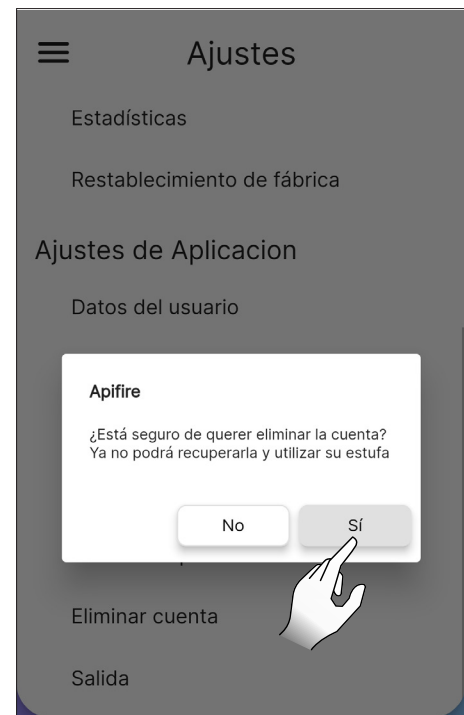 Ajustes
Estadísticas
Restablecimiento de fábrica
Ajustes de Aplicacion
Datos del usuario
Apifire
¿Está seguro de querer eliminar la cuenta?
Ya no podrá recuperarla y utilizar su estufa
No
Sí
Eliminar cuenta
Salida